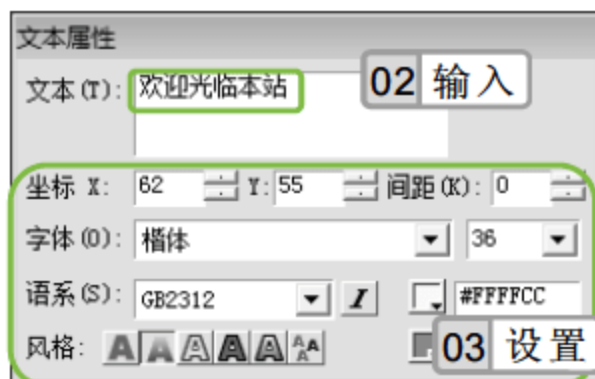 文本属性
文本(T): 欢迎光临本站 02 输入
坐标 X: 62 Y: 55 间距(K): 0
字体(O): 楷体 36
语系(S): GB2312 I #FFFFCC
风格: A A A A A AAA 03 设置